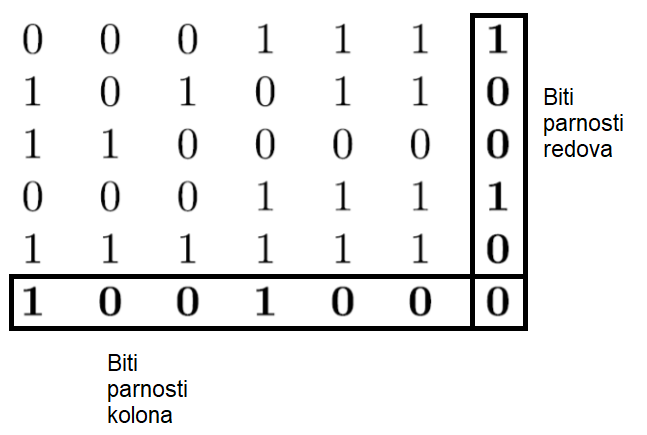 0 0 0 1 1 1 1
1 0 1 0 1 1 0
1 1 0 0 0 0 0
0 0 0 1 1 1 1
1 1 1 1 1 1 0
1 0 0 1 0 0 0
Biti
parnosti
redova
Biti
parnosti
kolona